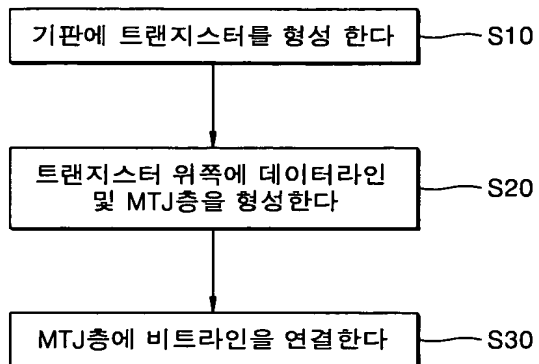 기판에 트랜지스터를 형성 한다
S10
트랜지스터 위쪽에 데이터라인
및 MTJ층을 형성한다
S20
MTJ층에 비트라인을 연결한다
S30